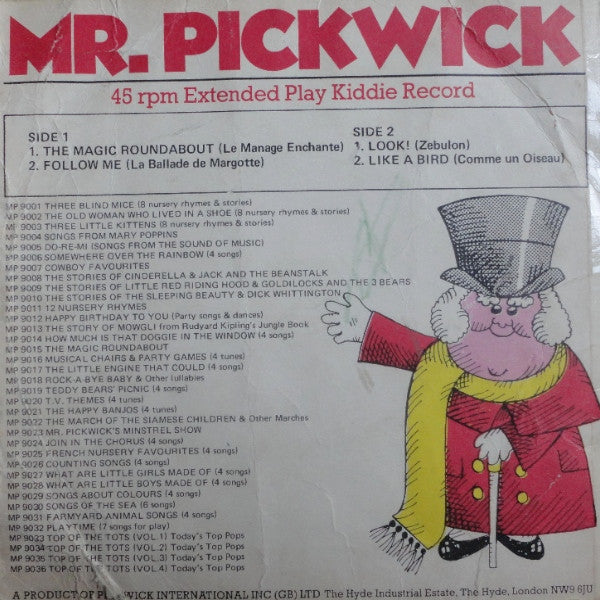 MR. PICKWICK
45 rpm Extended Play Kiddie Record
SIDE 1
1. THE MAGIC ROUNDABOUT (Le Manage Enchante)
2. FOLLOW ME (La Ballade de Margotte)
SIDE 2
1. LOOK! (Zebulon)
2. LIKE A BIRD (Comme un Oiseau)
MP 9001 THREE BLIND MICE (8 nursery rhymes & stories)
MP 9002 THE OLD WOMAN WHO LIVED IN A SHOE (8 nursery rhymes & stories)
MP 9003 THREE LITTLE KITTENS (8 nursery rhymes & stories)
MP 9004 SONGS FROM MARY POPPINS
MP 9005 DO-RE-MI (SONGS FROM THE SOUND OF MUSIC)
MP 9006 SOMEWHERE OVER THE RAINBOW (4 songs)
MP 9007 COWBOY FAVOURITES
MP 9008 THE STORIES OF CINDERELLA & JACK AND THE BEANSTALK
MP 9009 THE STORIES OF LITTLE RED RIDING HOOD & GOLDILOCKS AND THE 3 BEARS
MP 9010 THE STORIES OF THE SLEEPING BEAUTY & DICK WHITTINGTON
MP 9011 12 NURSERY RHYMES
MP 9012 HAPPY BIRTHDAY TO YOU (Party songs & dances)
MP 9013 THE STORY OF MOWGLI from Rudyard Kipling's Jungle Book
MP 9014 HOW MUCH IS THAT DOGGIE IN THE WINDOW (4 songs)
MP 9015 THE MAGIC ROUNDABOUT
MP 9016 MUSICAL CHAIRS & PARTY GAMES (4 tunes)
MP 9017 THE LITTLE ENGINE THAT COULD (4 songs)
MP 9018 ROCK-A-BYE BABY & Other lullabies
MP 9019 TEDDY BEARS' PICNIC (4 songs)
MP 9020 T.V. THEMES (4 tunes)
MP 9021 THE HAPPY BANJOS (4 tunes)
MP 9022 THE MARCH OF THE SIAMESE CHILDREN & Other Marches
MP 9023 MR. PICKWICK'S MINSTREL SHOW
MP 9024 JOIN IN THE CHORUS (4 songs)
MP 9025 FRENCH NURSERY FAVOURITES (4 songs)
MP 9026 COUNTING SONGS (4 songs)
MP 9027 WHAT ARE LITTLE GIRLS MADE OF (4 songs)
MP 9028 WHAT ARE LITTLE BOYS MADE OF (4 songs)
MP 9029 SONGS ABOUT COLOURS (4 songs)
MP 9030 SONGS OF THE SEA (6 songs)
MP 9031 FARMYARD ANIMAL SONGS (4 songs)
MP 9032 PLAYTIME (7 songs for play)
MP 9033 TOP OF THE TOTS (VOL.1) Today's Top Pops
MP 9034 TOP OF THE TOTS (VOL.2) Today's Top Pops
MP 9035 TOP OF THE TOTS (VOL.3) Today's Top Pops
MP 9036 TOP OF THE TOTS (VOL.4) Today's Top Pops
A PRODUCT OF PICKWICK INTERNATIONAL INC (GB) LTD The Hyde Industrial Estate, The Hyde, London NW9 6JU